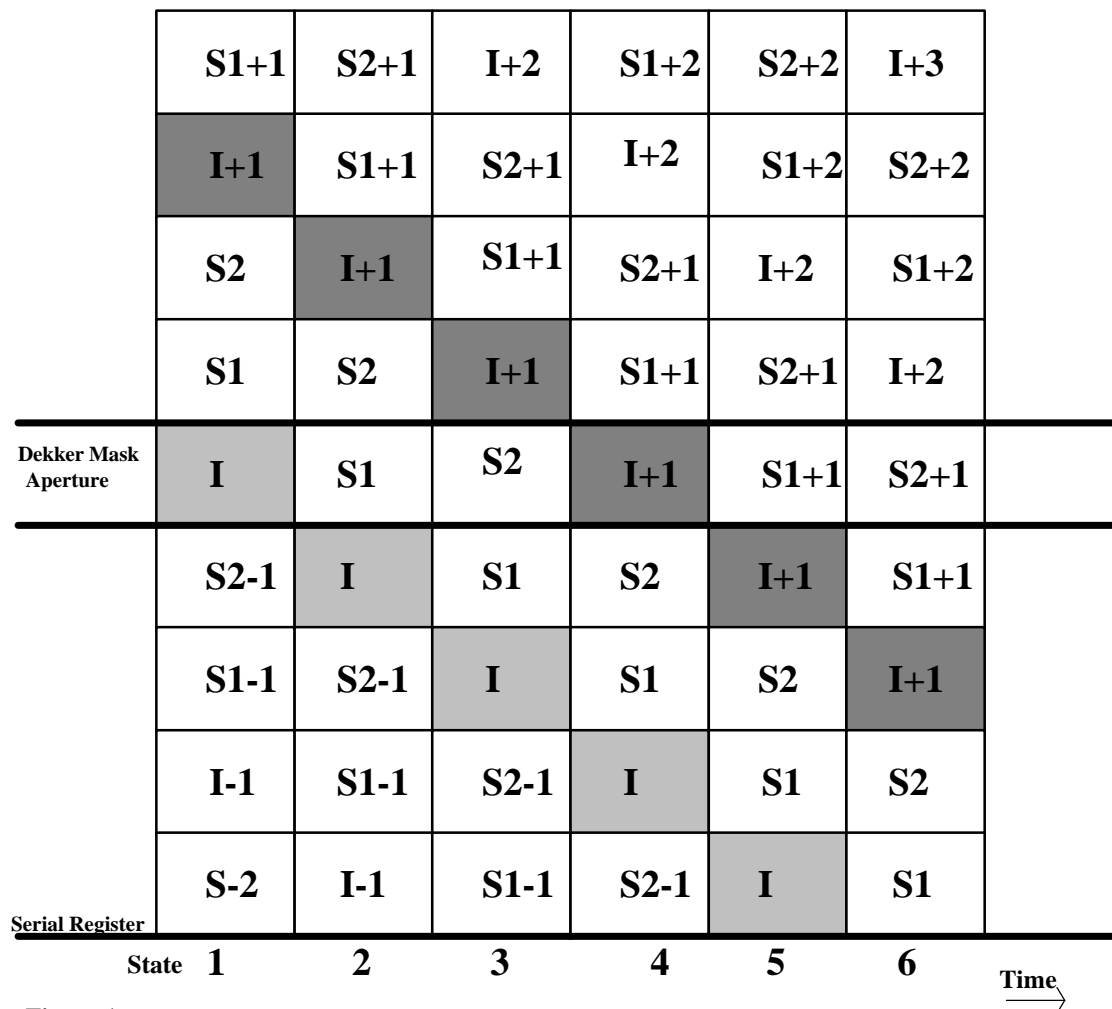 S1+1 S2+1 I+2 S1+2 S2+2 I+3
I+1 S1+1 S2+1 I+2 S1+2 S2+2
S2 I+1 S1+1 S2+1 I+2 S1+2
S1 S2 I+1 S1+1 S2+1 I+2
Dekker Mask
Aperture
I S1 S2 I+1 S1+1 S2+1
S2-1 I S1 S2 I+1 S1+1
S1-1 S2-1 I S1 S2 I+1
I-1 S1-1 S2-1 I S1 S2
S-2 I-1 S1-1 S2-1 I S1
Serial Register
State 1 2 3 4 5 6
Time